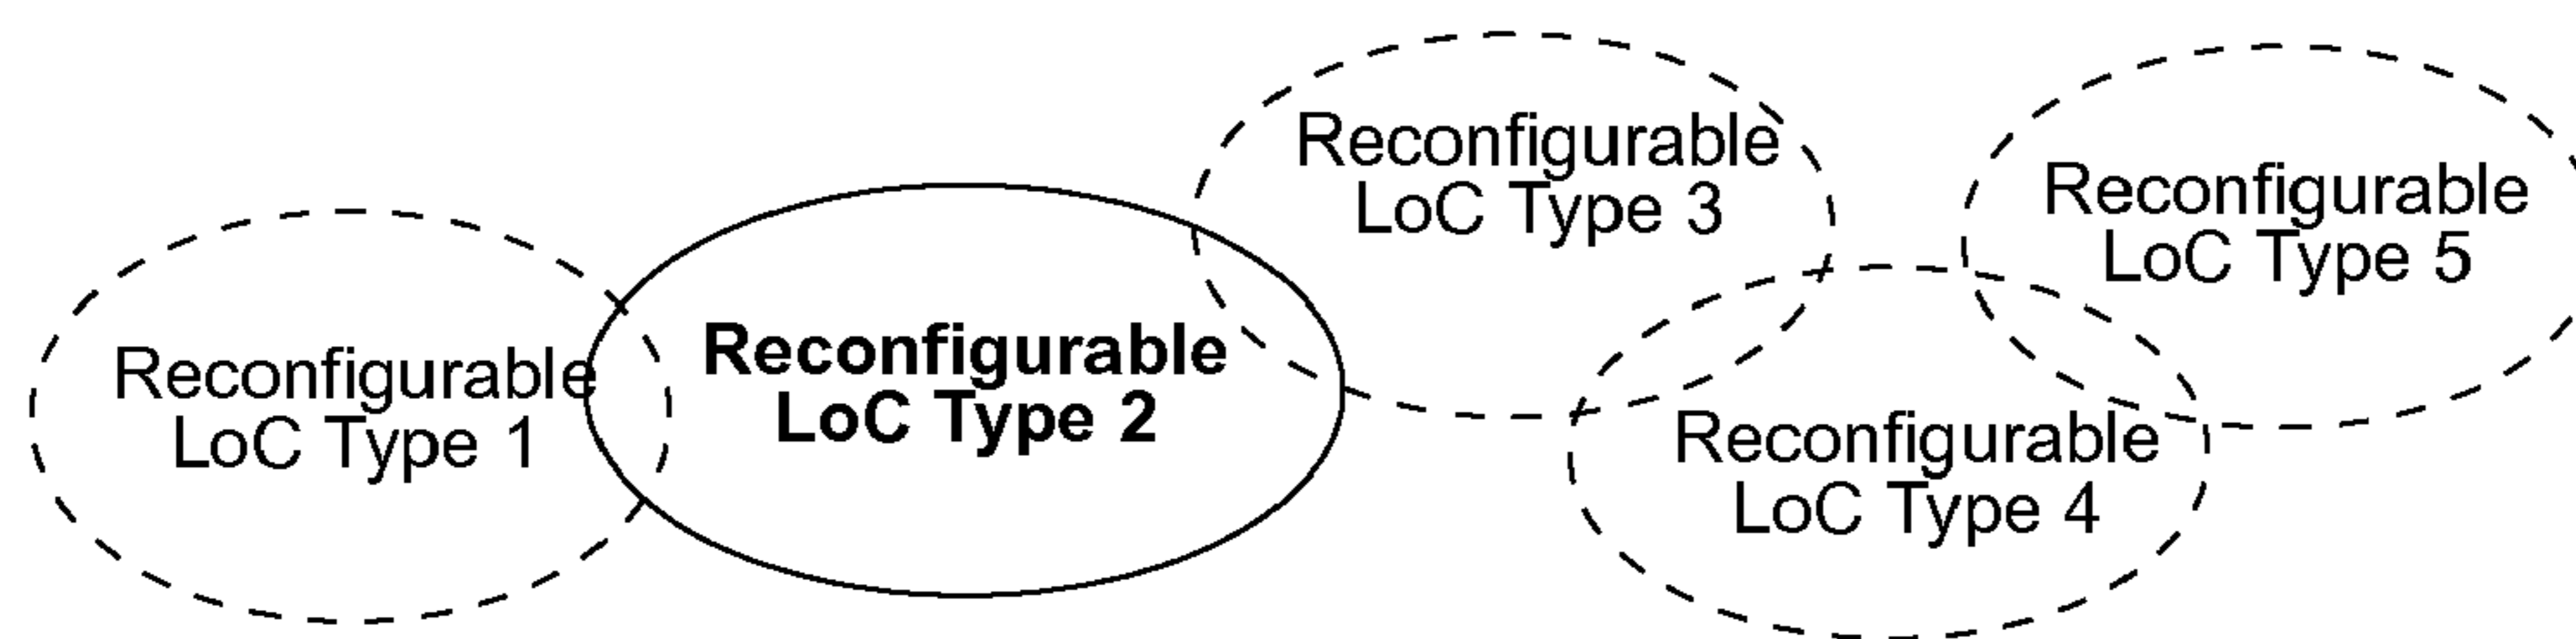 Reconfigurable
LoC Type 1
Reconfigurable
LoC Type 2
Reconfigurable
LoC Type 3
Reconfigurable
LoC Type 4
Reconfigurable
LoC Type 5